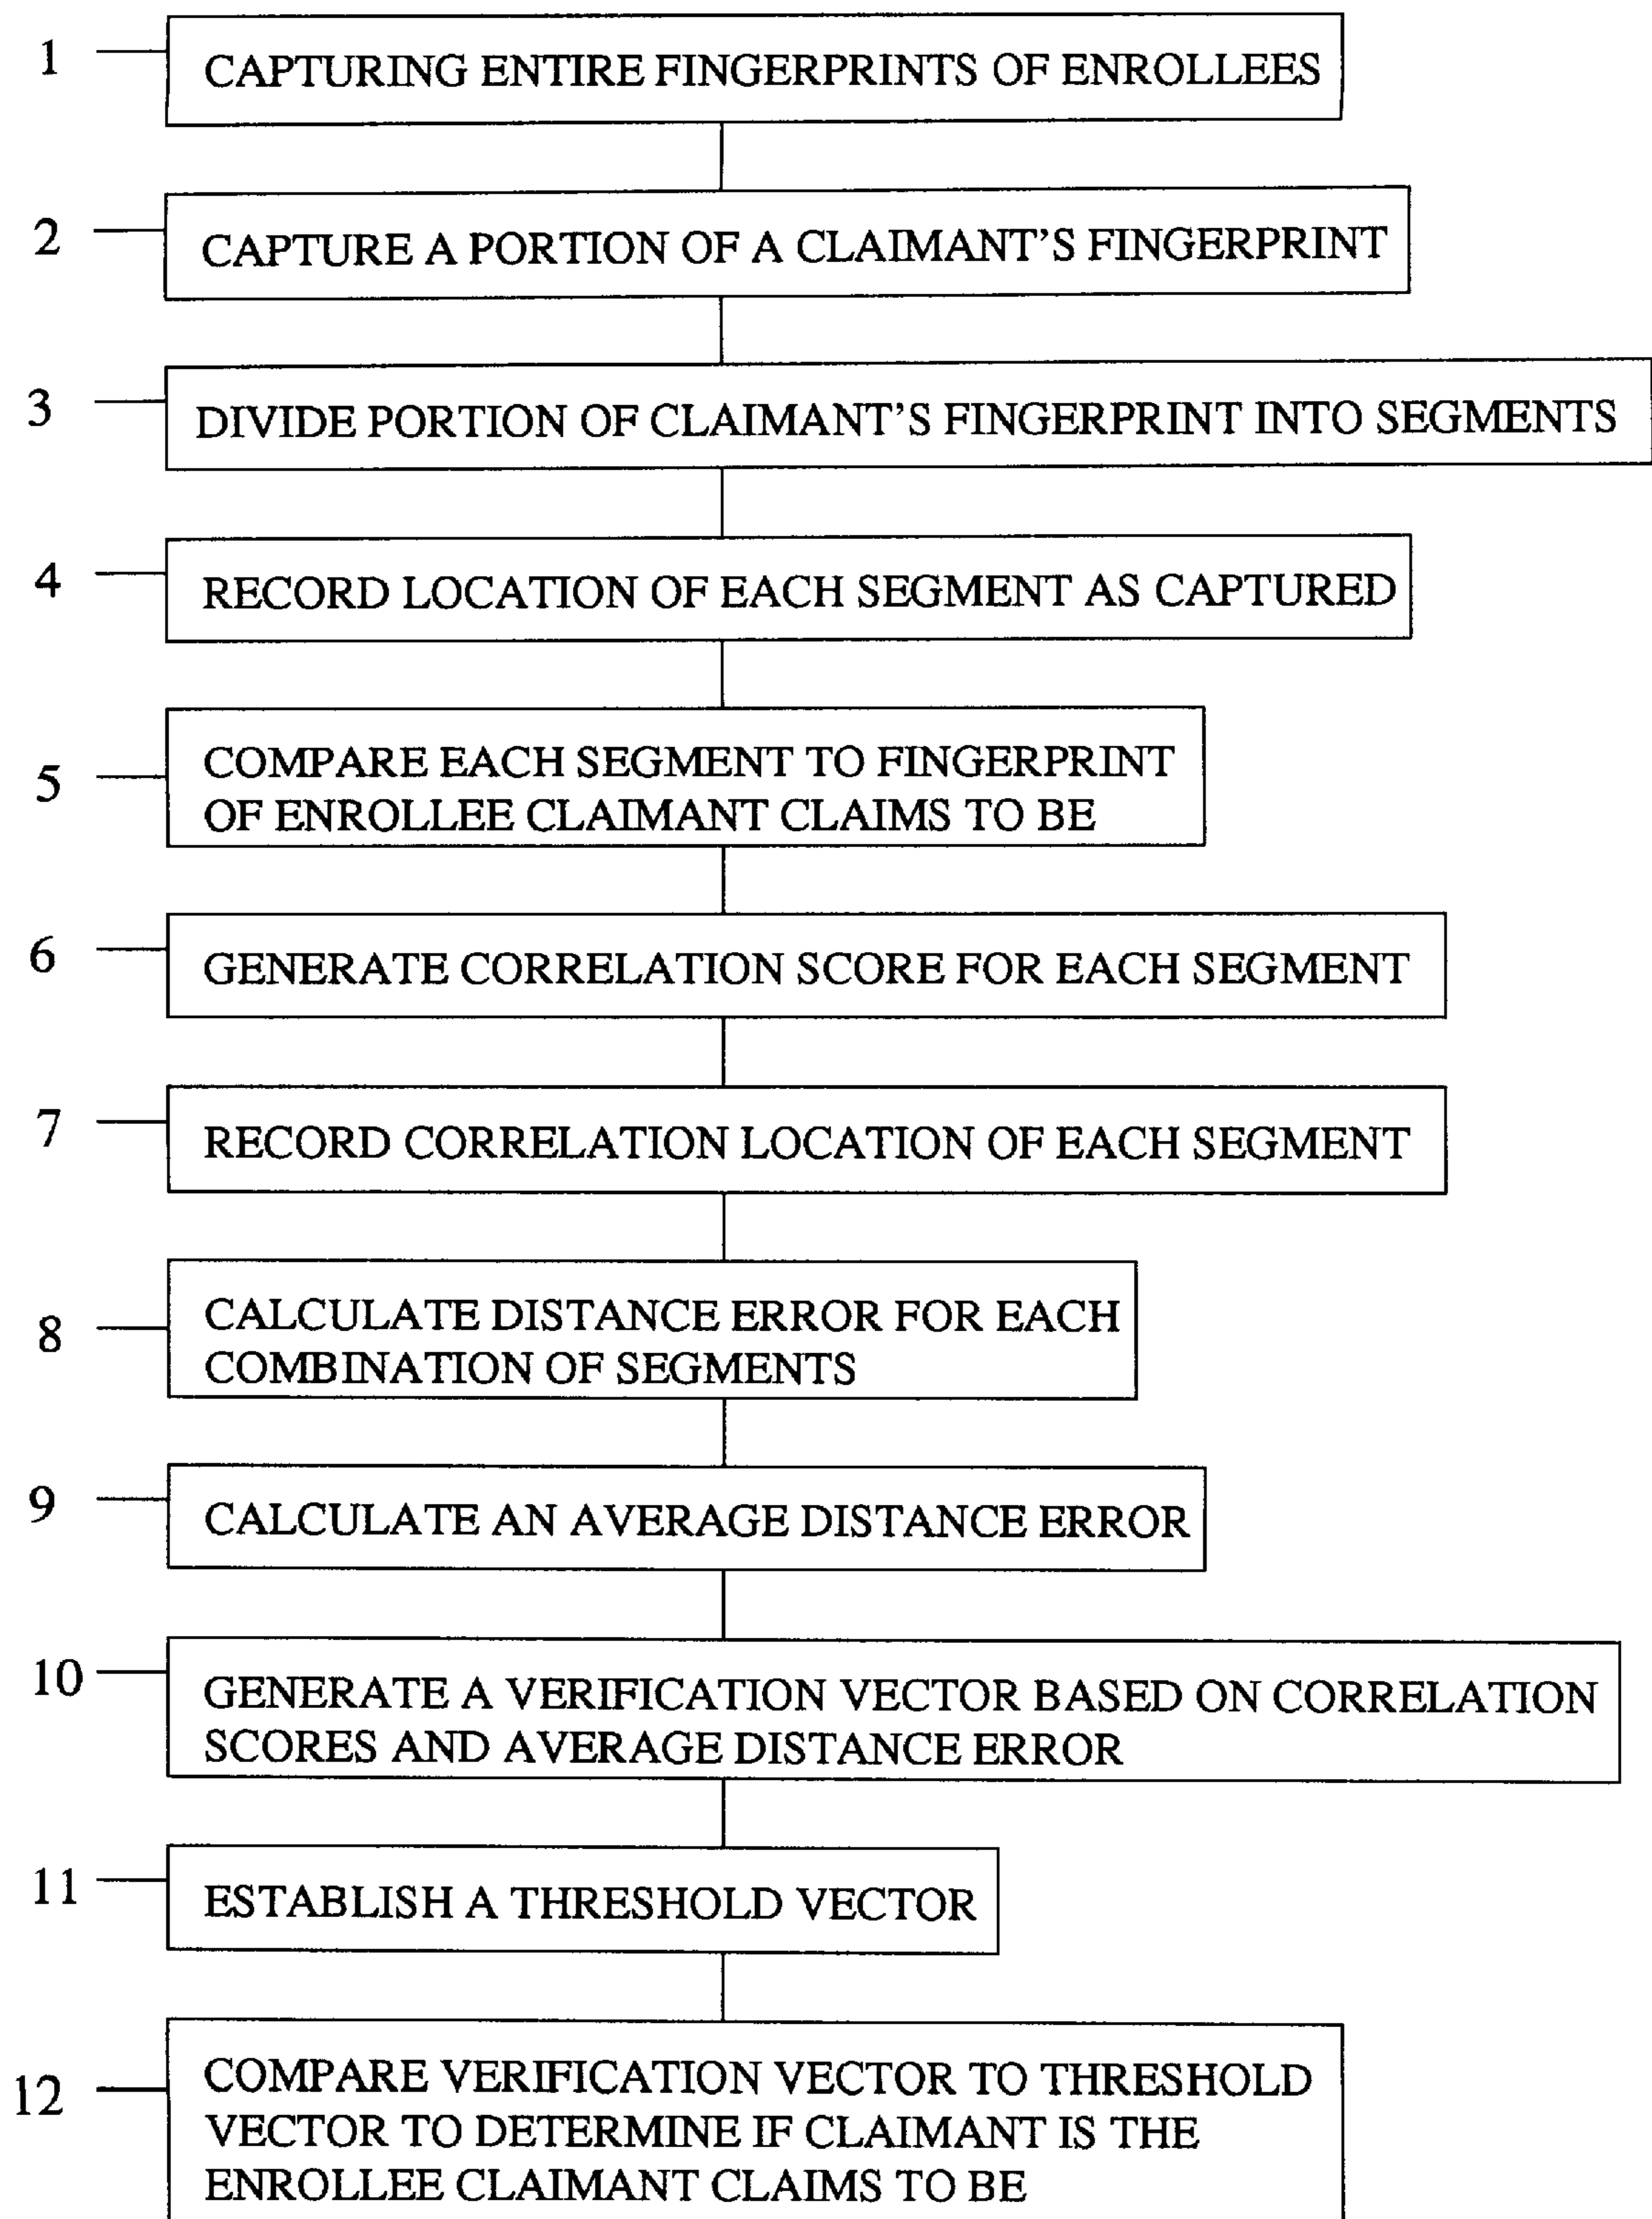 1 CAPTURING ENTIRE FINGERPRINTS OF ENROLLEES
2 CAPTURE A PORTION OF A CLAIMANT'S FINGERPRINT
3 DIVIDE PORTION OF CLAIMANT'S FINGERPRINT INTO SEGMENTS
4 RECORD LOCATION OF EACH SEGMENT AS CAPTURED
5 COMPARE EACH SEGMENT TO FINGERPRINT
OF ENROLLEE CLAIMANT CLAIMS TO BE
6 GENERATE CORRELATION SCORE FOR EACH SEGMENT
7 RECORD CORRELATION LOCATION OF EACH SEGMENT
8 CALCULATE DISTANCE ERROR FOR EACH
COMBINATION OF SEGMENTS
9 CALCULATE AN AVERAGE DISTANCE ERROR
10 GENERATE A VERIFICATION VECTOR BASED ON CORRELATION
SCORES AND AVERAGE DISTANCE ERROR
11 ESTABLISH A THRESHOLD VECTOR
12 COMPARE VERIFICATION VECTOR TO THRESHOLD
VECTOR TO DETERMINE IF CLAIMANT IS THE
ENROLLEE CLAIMANT CLAIMS TO BE